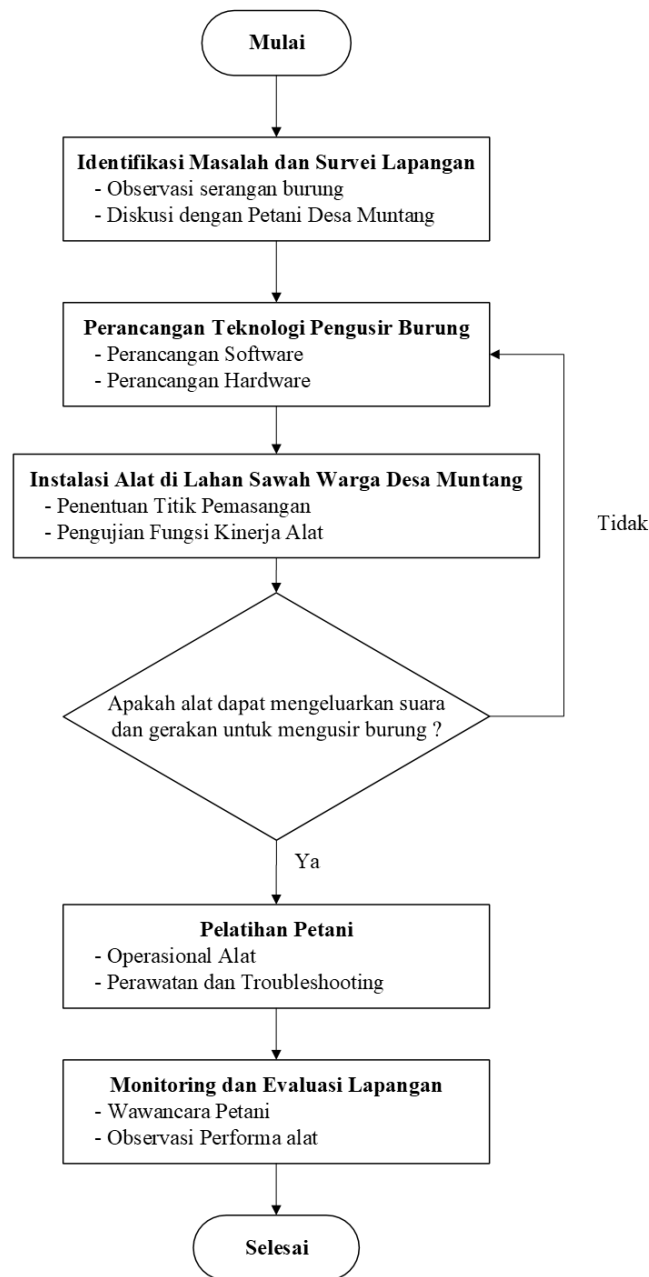 Mulai
Identifikasi Masalah dan Survei Lapangan
- Observasi serangan burung
- Diskusi dengan Petani Desa Muntang
Perancangan Teknologi Pengusir Burung
- Perancangan Software
- Perancangan Hardware
Instalasi Alat di Lahan Sawah Warga Desa Muntang
- Penentuan Titik Pemasangan
- Pengujian Fungsi Kinerja Alat
Tidak
Apakah alat dapat mengeluarkan suara
dan gerakan untuk mengusir burung ?
Ya
Pelatihan Petani
- Operasional Alat
- Perawatan dan Troubleshooting
Monitoring dan Evaluasi Lapangan
- Wawancara Petani
- Observasi Performa alat
Selesai